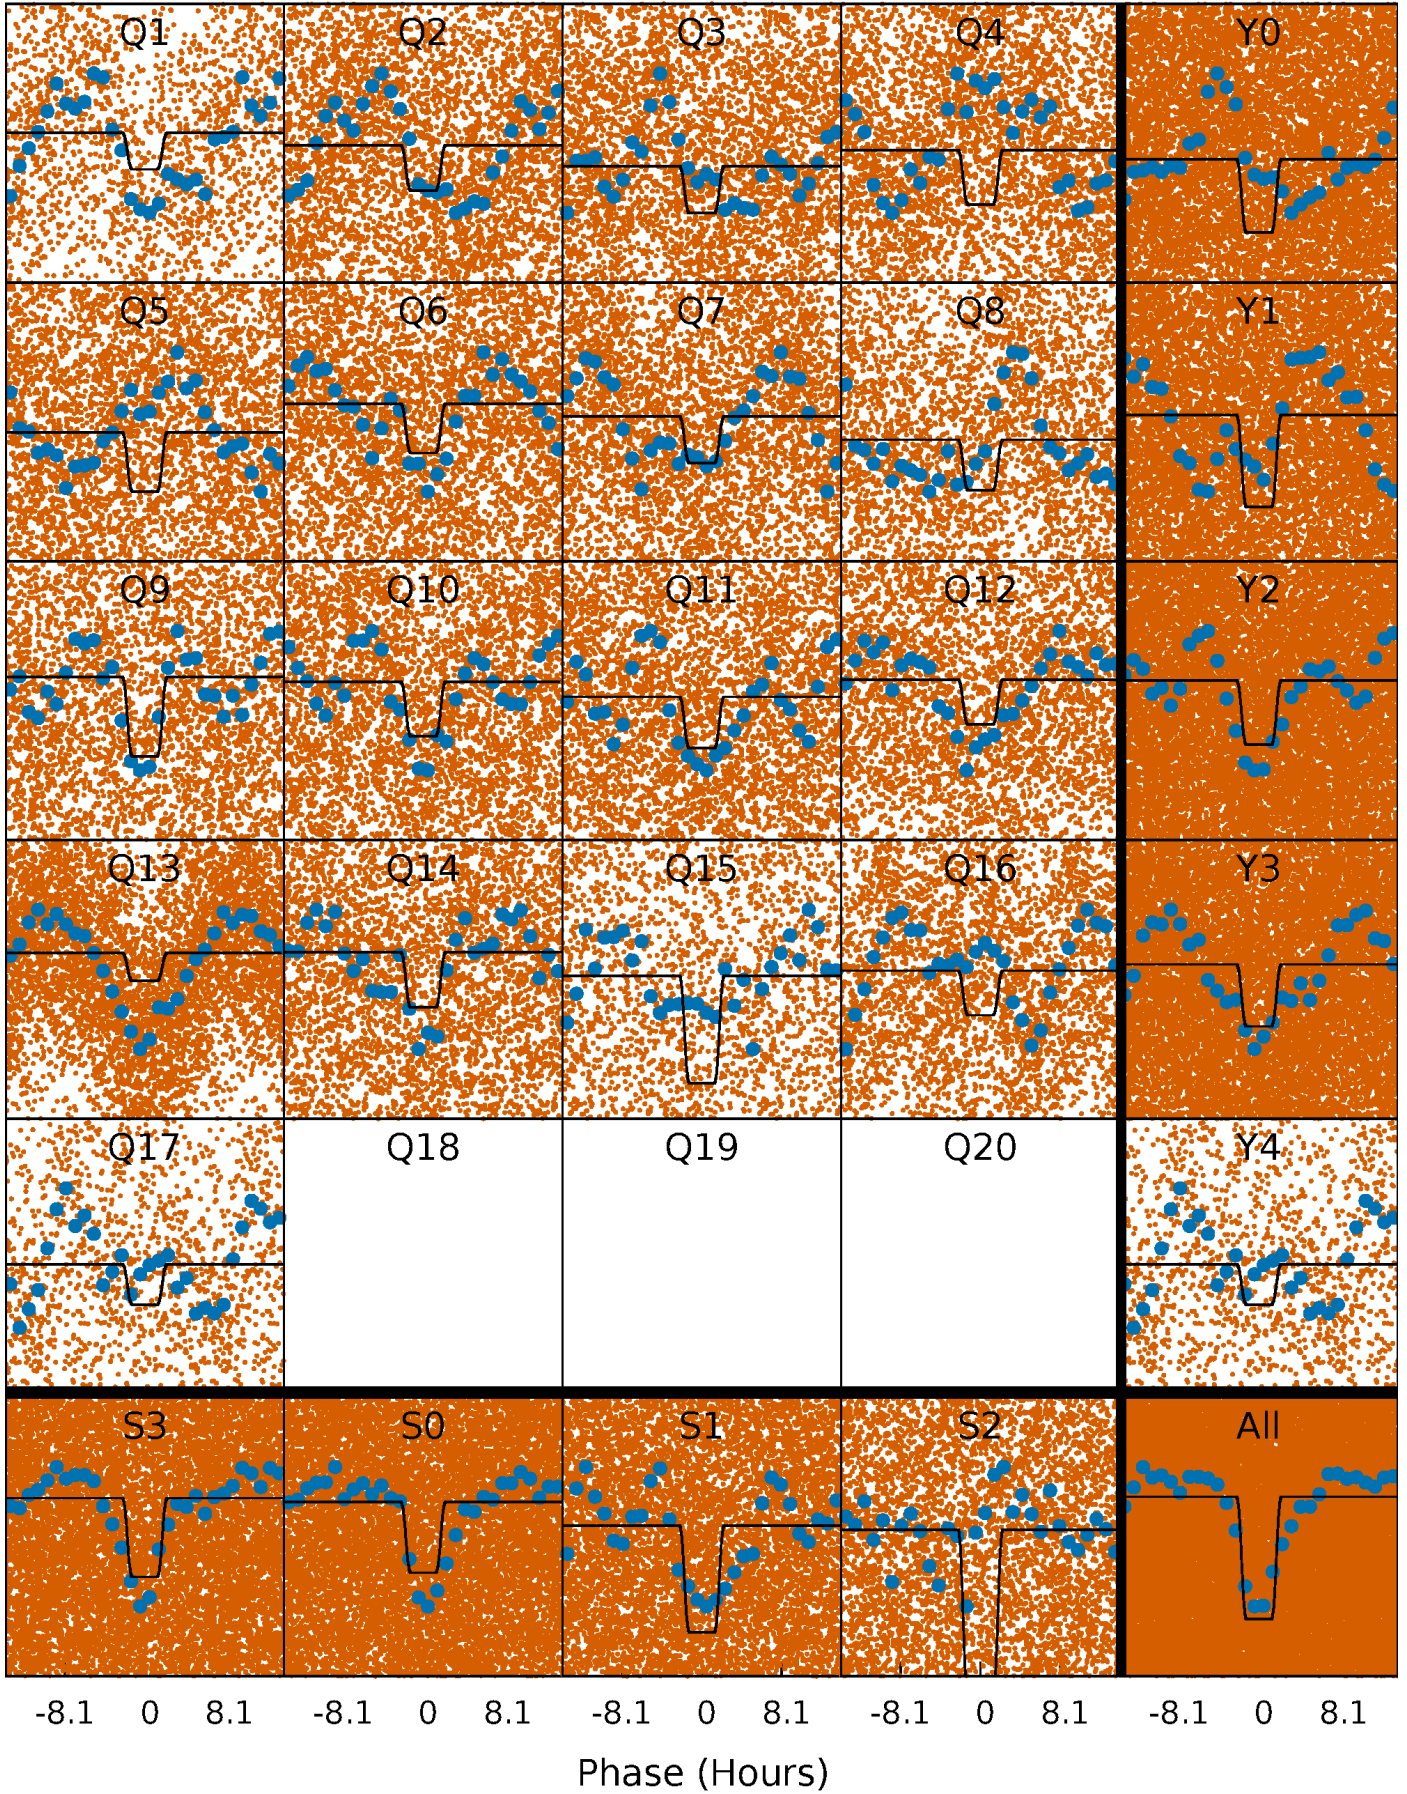 Q1 Q2 Q3 Q4 Y0
Q5 Q6 Q7 Q8 Y1
Q9 Q10 Q11 Q12 Y2
Q13 Q14 Q15 Q16 Y3
Q17 Q18 Q19 Q20 Y4
S3 S0 S1 S2 All
-8.1 0 8.1 -8.1 0 8.1 -8.1 0 8.1 -8.1 0 8.1 -8.1 0 8.1
Phase (Hours)